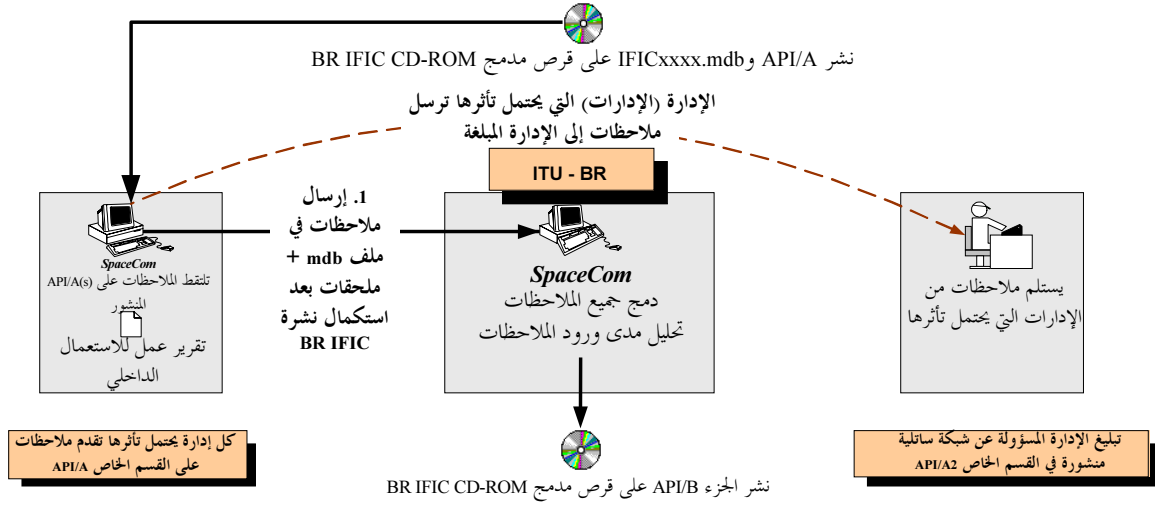 نشر API/A وIFICxxxx.mdb على قرص مدمج BR IFIC CD-ROM
الإدارة (الإدارات) التي يحتمل تأثرها ترسل
ملاحظات إلى الإدارة المبلغة
ITU - BR
1. إرسال
ملاحظات في
ملف mdb +
ملحقات بعد
استكمال نشرة
BR IFIC
SpaceCom
تلتقط الملاحظات على API/A(s)
المنشور
تقرير عمل للاستعمال
الداخلي
SpaceCom
دمج جميع الملاحظات
تحليل مدى ورود الملاحظات
يستلم ملاحظات من
الإدارات التي يحتمل تأثرها
كل إدارة يحتمل تأثرها تقدم ملاحظات
على القسم الخاص API/A
تبليغ الإدارة المسؤولة عن شبكة ساتلية
منشورة في القسم الخاص API/A2
نشر الجزء API/B على قرص مدمج BR IFIC CD-ROM